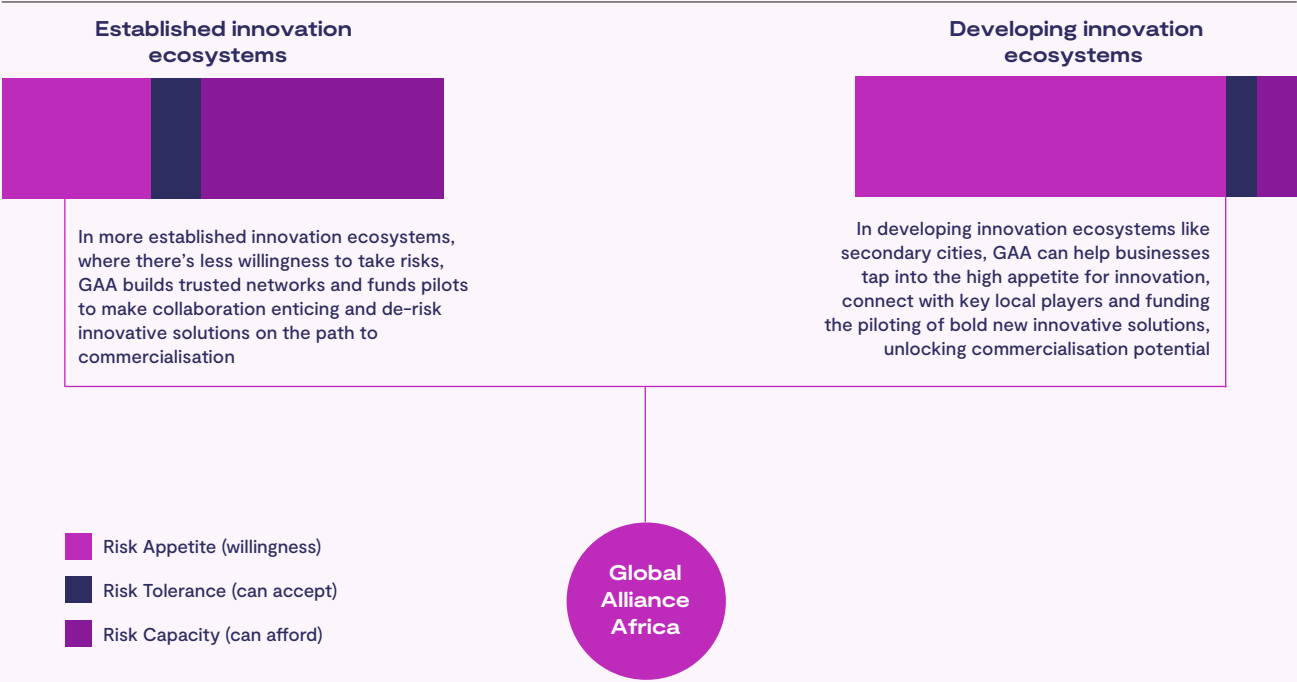 Established innovation
ecosystems
In more established innovation ecosystems,
where there's less willingness to take risks,
GAA builds trusted networks and funds pilots
to make collaboration enticing and de-risk
innovative solutions on the path to
commercialisation
Developing innovation
ecosystems
In developing innovation ecosystems like
secondary cities, GAA can help businesses
tap into the high appetite for innovation,
connect with key local players and funding
the piloting of bold new innovative solutions,
unlocking commercialisation potential
Risk Appetite (willingness)
Risk Tolerance (can accept)
Risk Capacity (can afford)
Global
Alliance
Africa